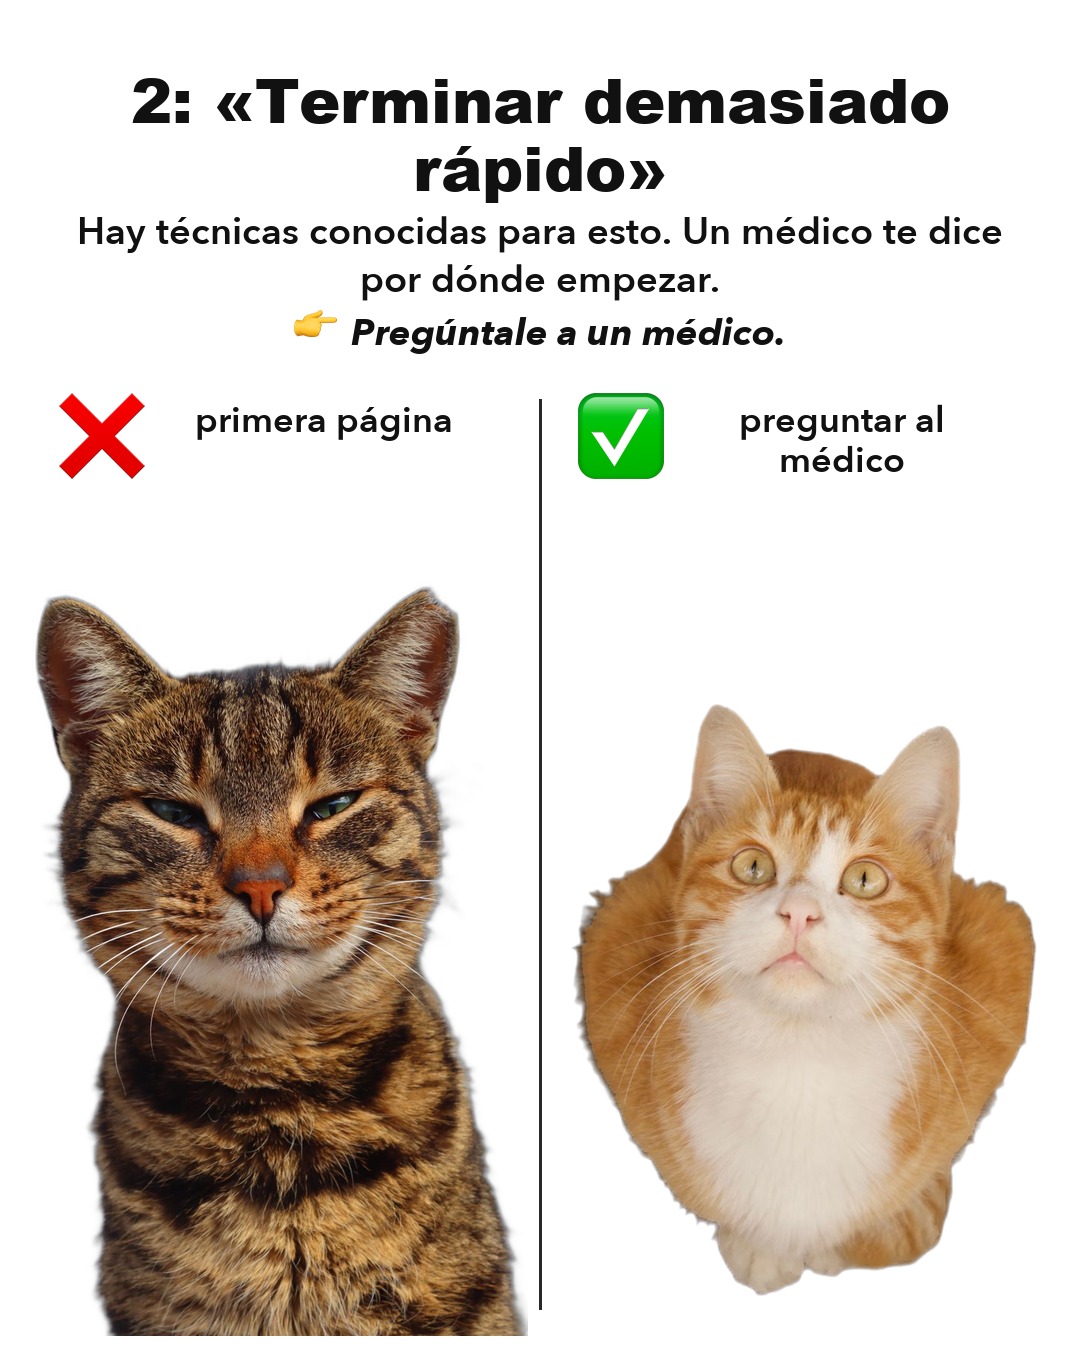 2: «Terminar demasiado
rápido»
Hay técnicas conocidas para esto. Un médico te dice
por dónde empezar.
👉 Pregúntale a un médico.
❌ primera página
✅ preguntar al
médico